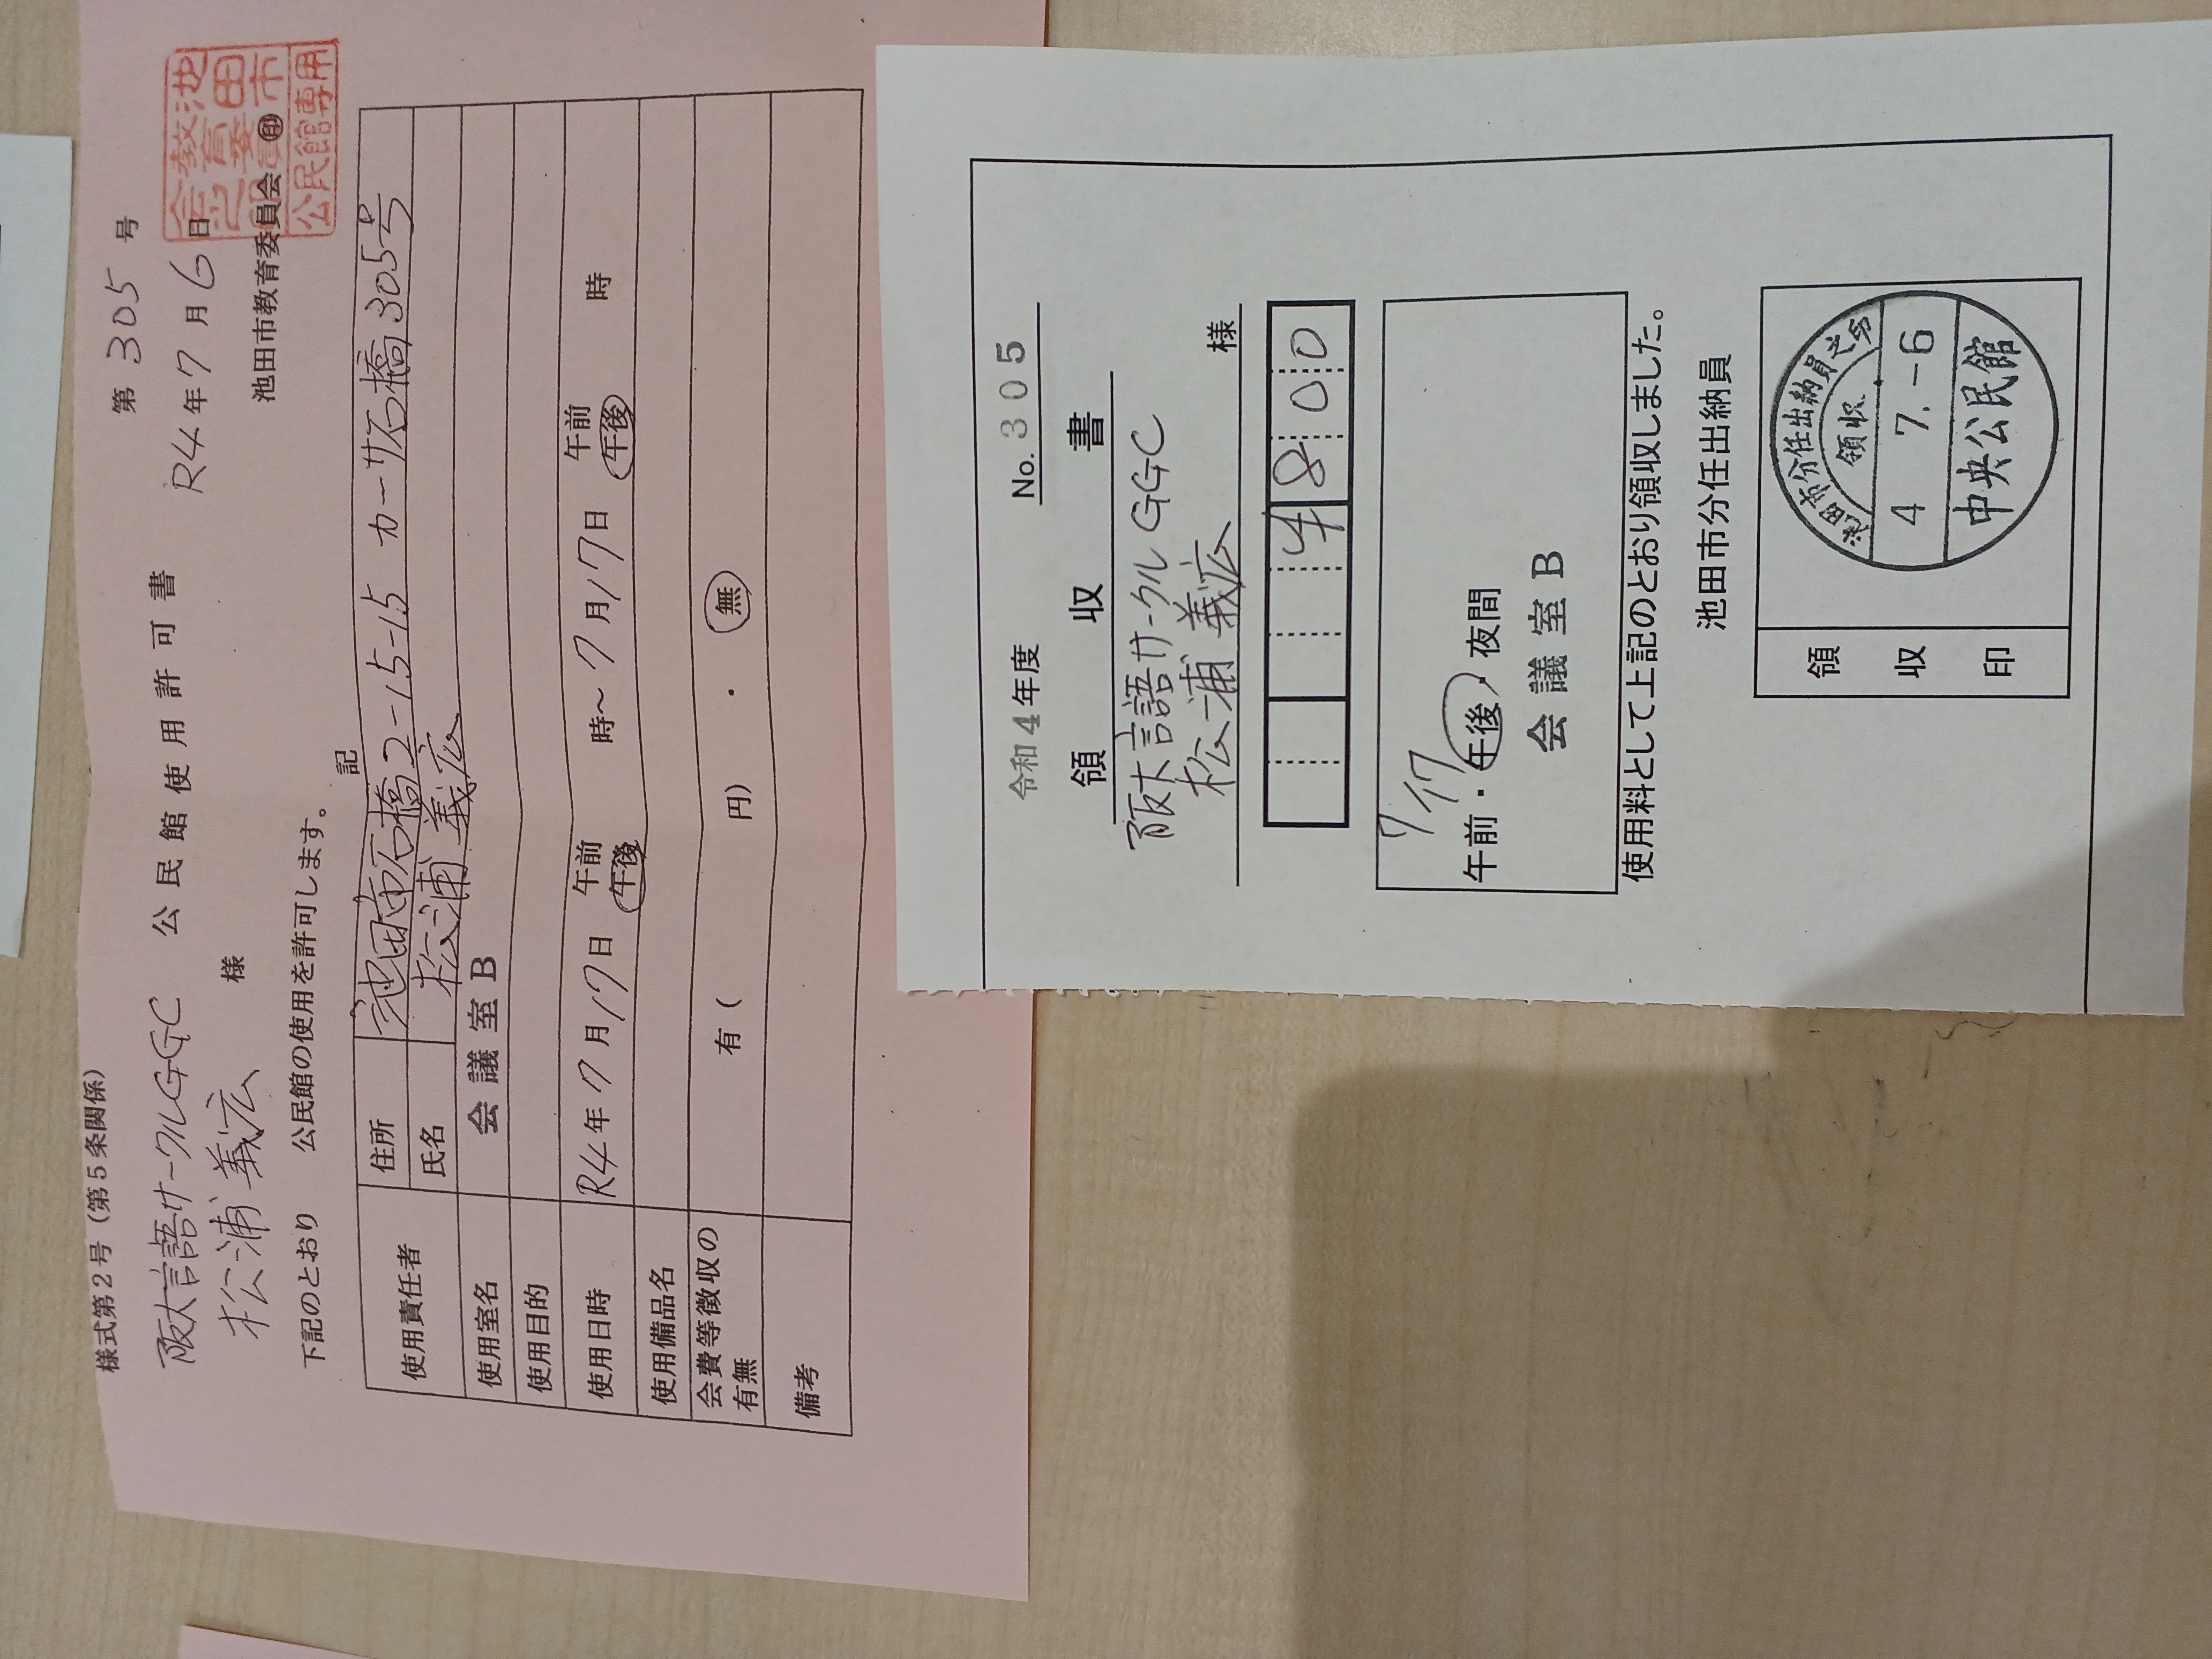 様式第2号（第5条関係）
第 305 号
阪大言語サークルGGC 公民館使用許可書
R4年7月6日
松浦義広 様
池田市教育委員会 ㊞
池田市教育委員会之印
公民館専用
下記のとおり 公民館の使用を許可します。
記
使用責任者 住所 池田市石橋2-15-15 カーサ石橋305号
氏名 松浦義広
使用室名 会議室B
使用目的
使用日時 R4年7月17日 午前 午後 時～7月17日 午前 午後 時
使用備品名
会費等徴収の有無 有（ 円）・ 無
備考
令和4年度 No. 305
領収書
阪大言語サークルGGC
松浦義広 様
¥800
7/17
午前・午後・夜間
会議室B
使用料として上記のとおり領収しました。
池田市分任出納員
領収印
池田市分任出納員之印
領収
4 7.-6
中央公民館